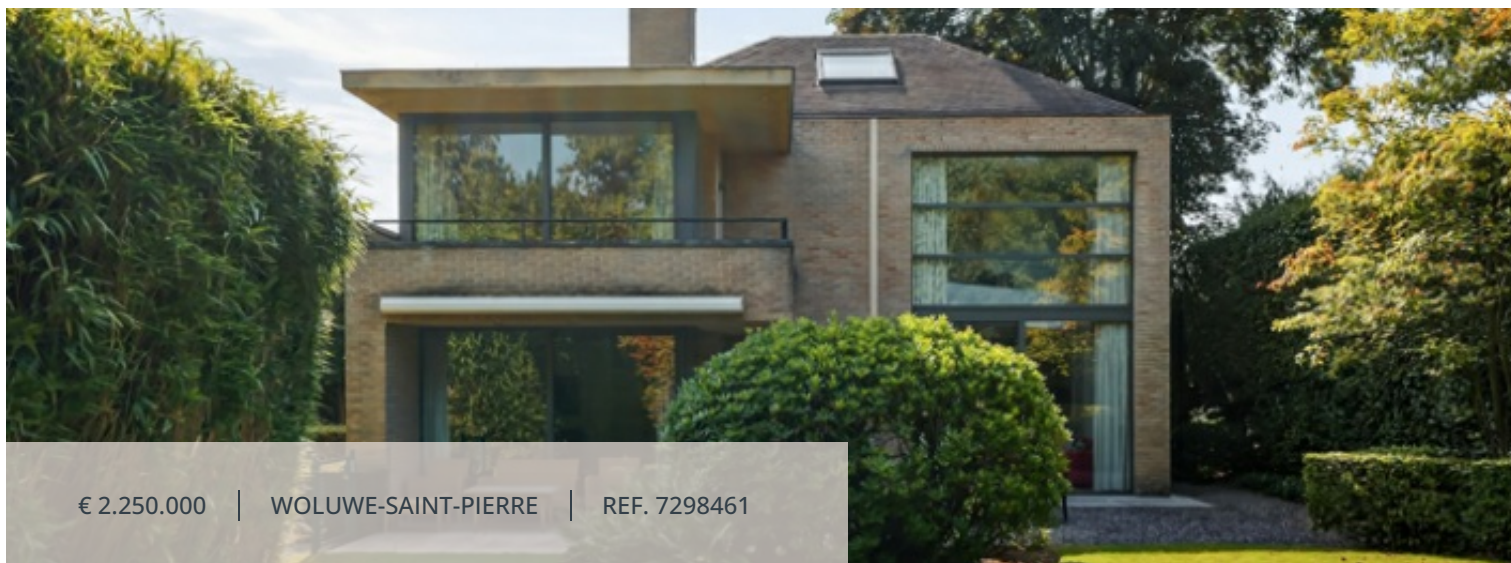 € 2.250.000 | WOLUWE-SAINT-PIERRE | REF. 7298461